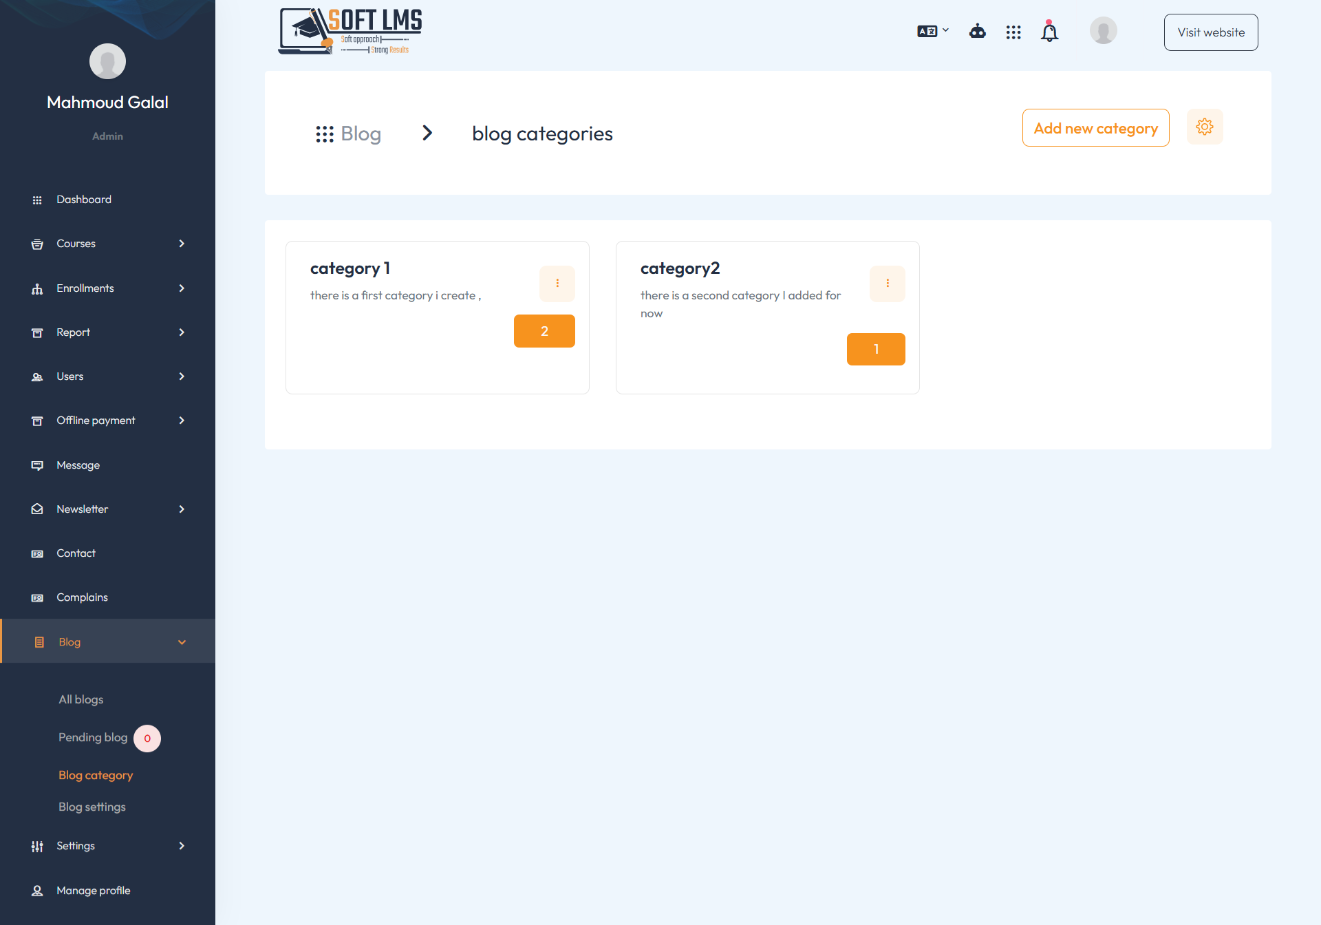 Mahmoud Galal
Admin
Dashboard
Courses
Enrollments
Report
Users
Offline payment
Message
Newsletter
Contact
Complains
Blog
All blogs
Pending blog 0
Blog category
Blog settings
Settings
Manage profile
SOFT LMS
Soft approach
Strong Results
Visit website
Blog
blog categories
Add new category
category 1
there is a first category i create ,
2
category2
there is a second category I added for
now
1